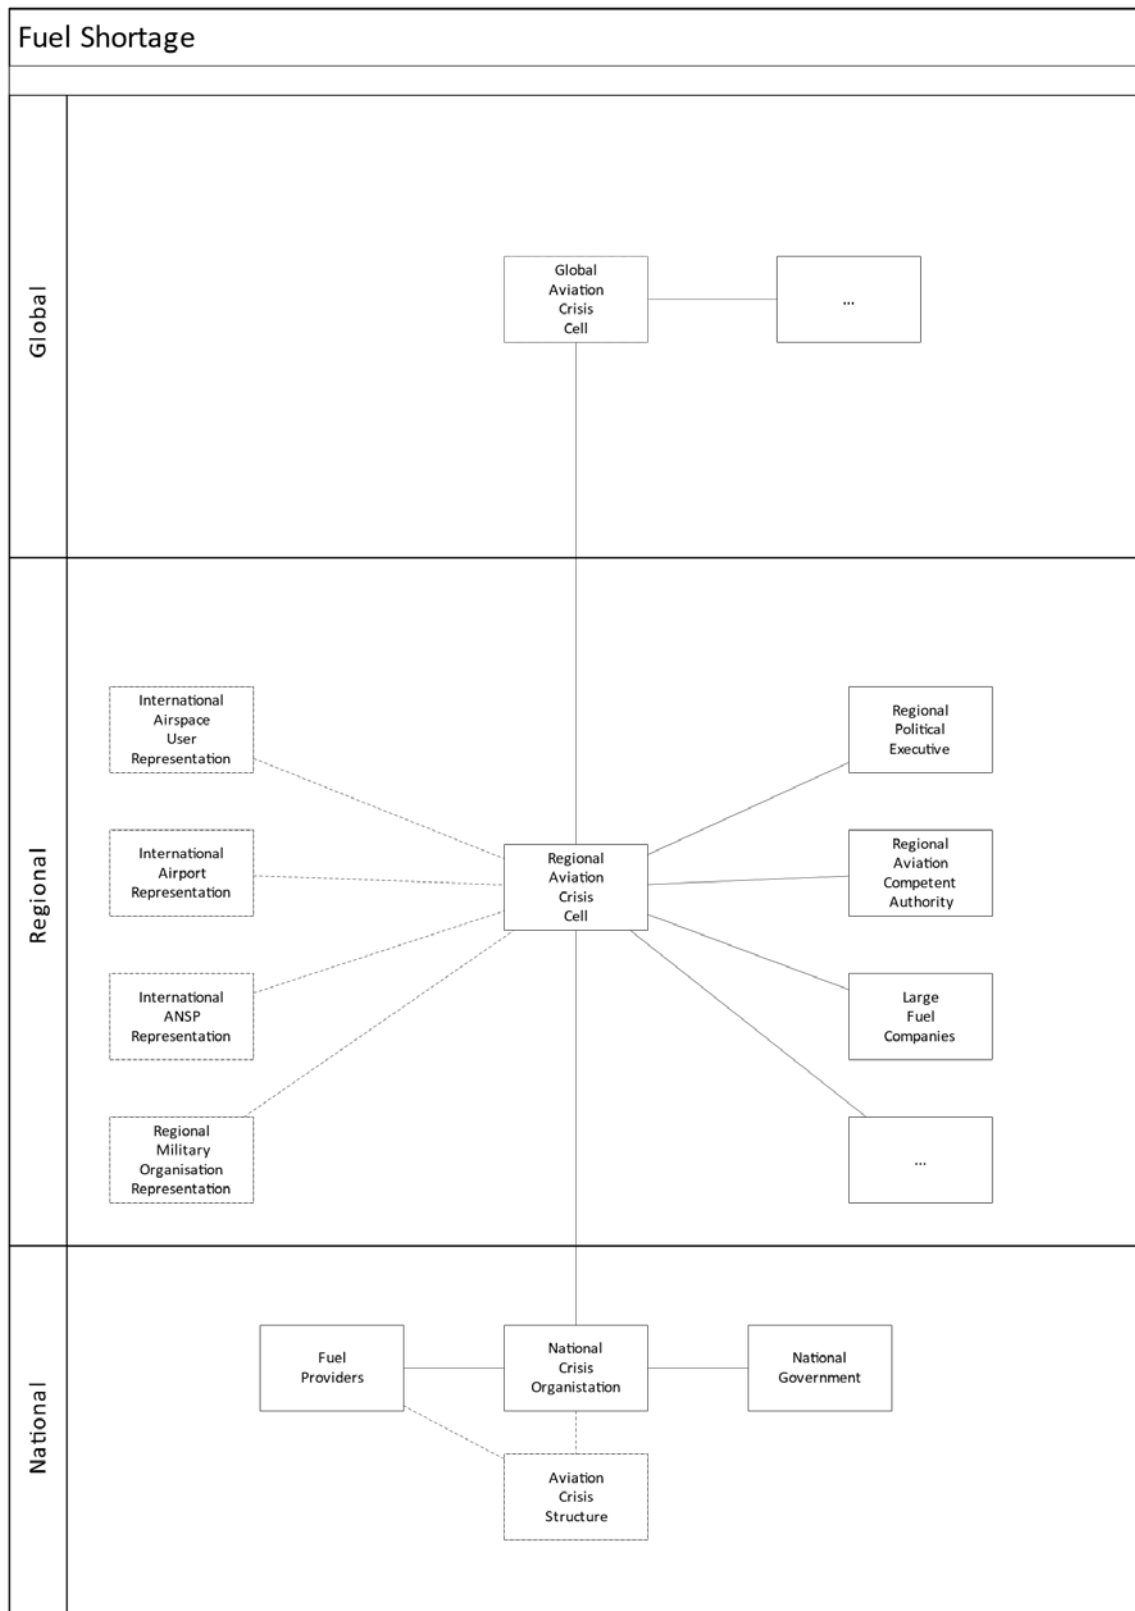 Fuel Shortage
Global
Global
Aviation
Crisis
Cell
...
Regional
International
Airspace
User
Representation
Regional
Political
Executive
International
Airport
Representation
Regional
Aviation
Crisis
Cell
Regional
Aviation
Competent
Authority
International
ANSP
Representation
Large
Fuel
Companies
Regional
Military
Organisation
Representation
...
National
Fuel
Providers
National
Crisis
Organistation
National
Government
Aviation
Crisis
Structure